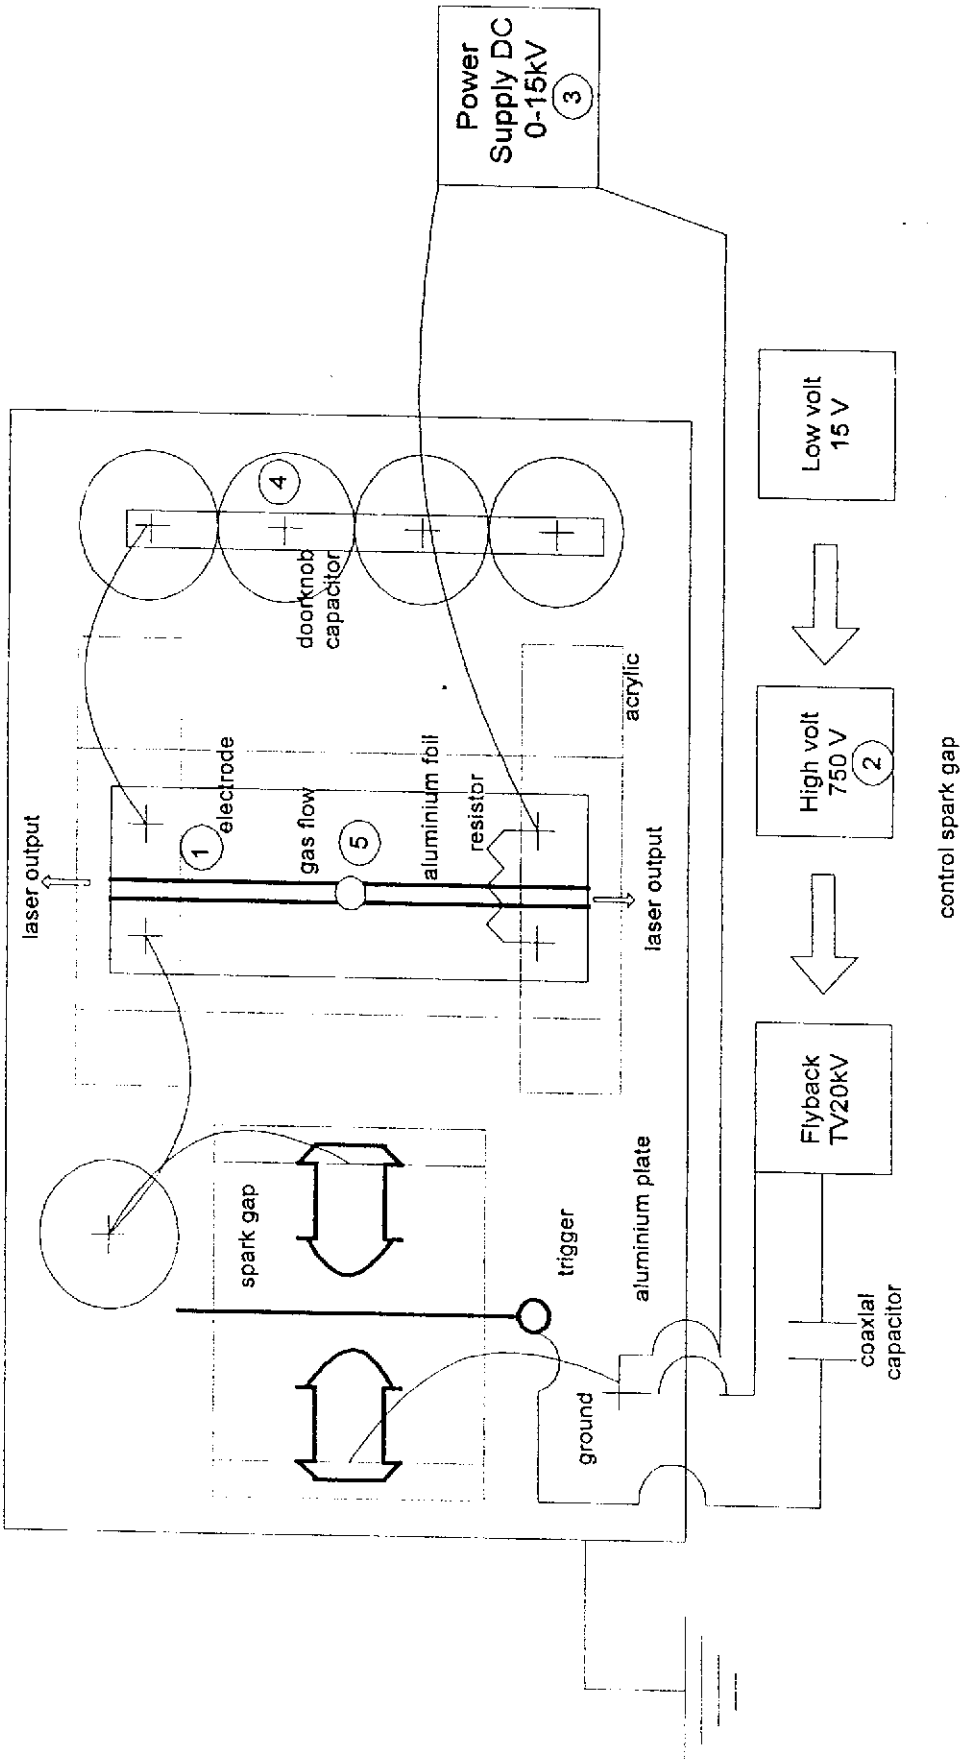 Power
Supply DC
0-15kV
3
laser output
4
doorknob
capacitor
1
electrode
gas flow
5
aluminium foil
resistor
acrylic
laser output
spark gap
trigger
aluminium plate
ground
Low volt
15 V
High volt
750 V
2
Flyback
TV20kV
coaxial
capacitor
control spark gap